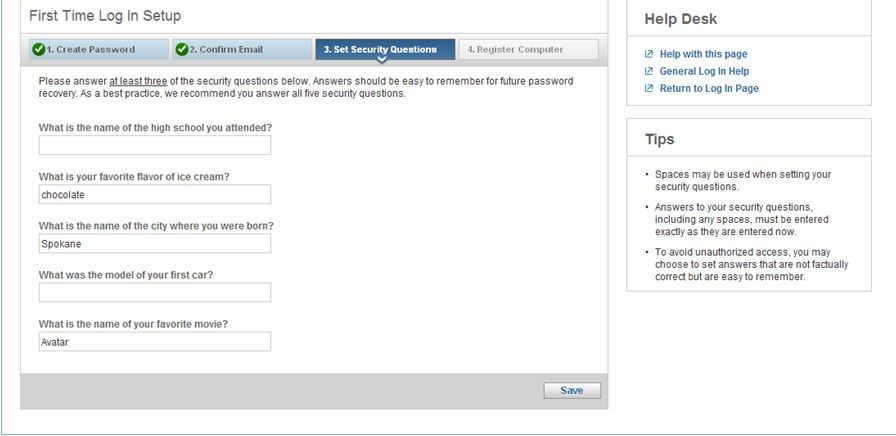 First Time Log In Setup
1. Create Password
2. Confirm Email
3. Set Security Questions
4. Register Computer
Please answer at least three of the security questions below. Answers should be easy to remember for future password
recovery. As a best practice, we recommend you answer all five security questions.
What is the name of the high school you attended?
What is your favorite flavor of ice cream?
chocolate
What is the name of the city where you were born?
Spokane
What was the model of your first car?
What is the name of your favorite movie?
Avatar
Save
Help Desk
Help with this page
General Log In Help
Return to Log In Page
Tips
• Spaces may be used when setting your
security questions.
• Answers to your security questions,
including any spaces, must be entered
exactly as they are entered now.
• To avoid unauthorized access, you may
choose to set answers that are not factually
correct but are easy to remember.